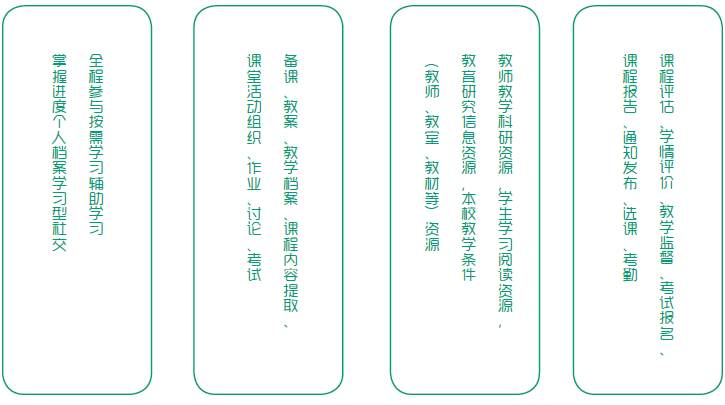 全程参与按需学习辅助学习
掌握进度个人档案学习型社交
备课、教案、教学档案、课程内容提取、
课堂活动组织、作业、讨论、考试
教师教学科研资源,学生学习阅读资源,
教育研究信息资源,本校教学条件
（教师、教室、教材等）资源
课程评估、学情评价、教学监督、考试报名、
课程报告、通知发布、选课、考勤